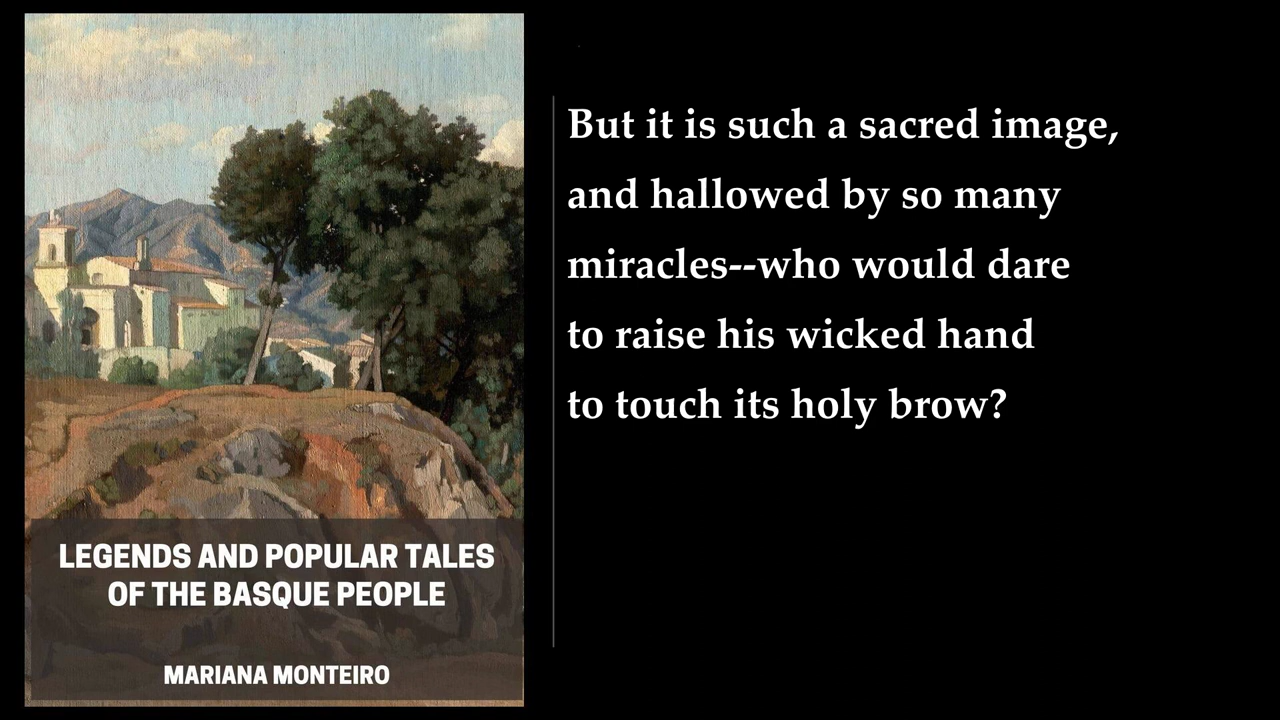 LEGENDS AND POPULAR TALES
OF THE BASQUE PEOPLE
MARIANA MONTEIRO
But it is such a sacred image,
and hallowed by so many
miracles--who would dare
to raise his wicked hand
to touch its holy brow?